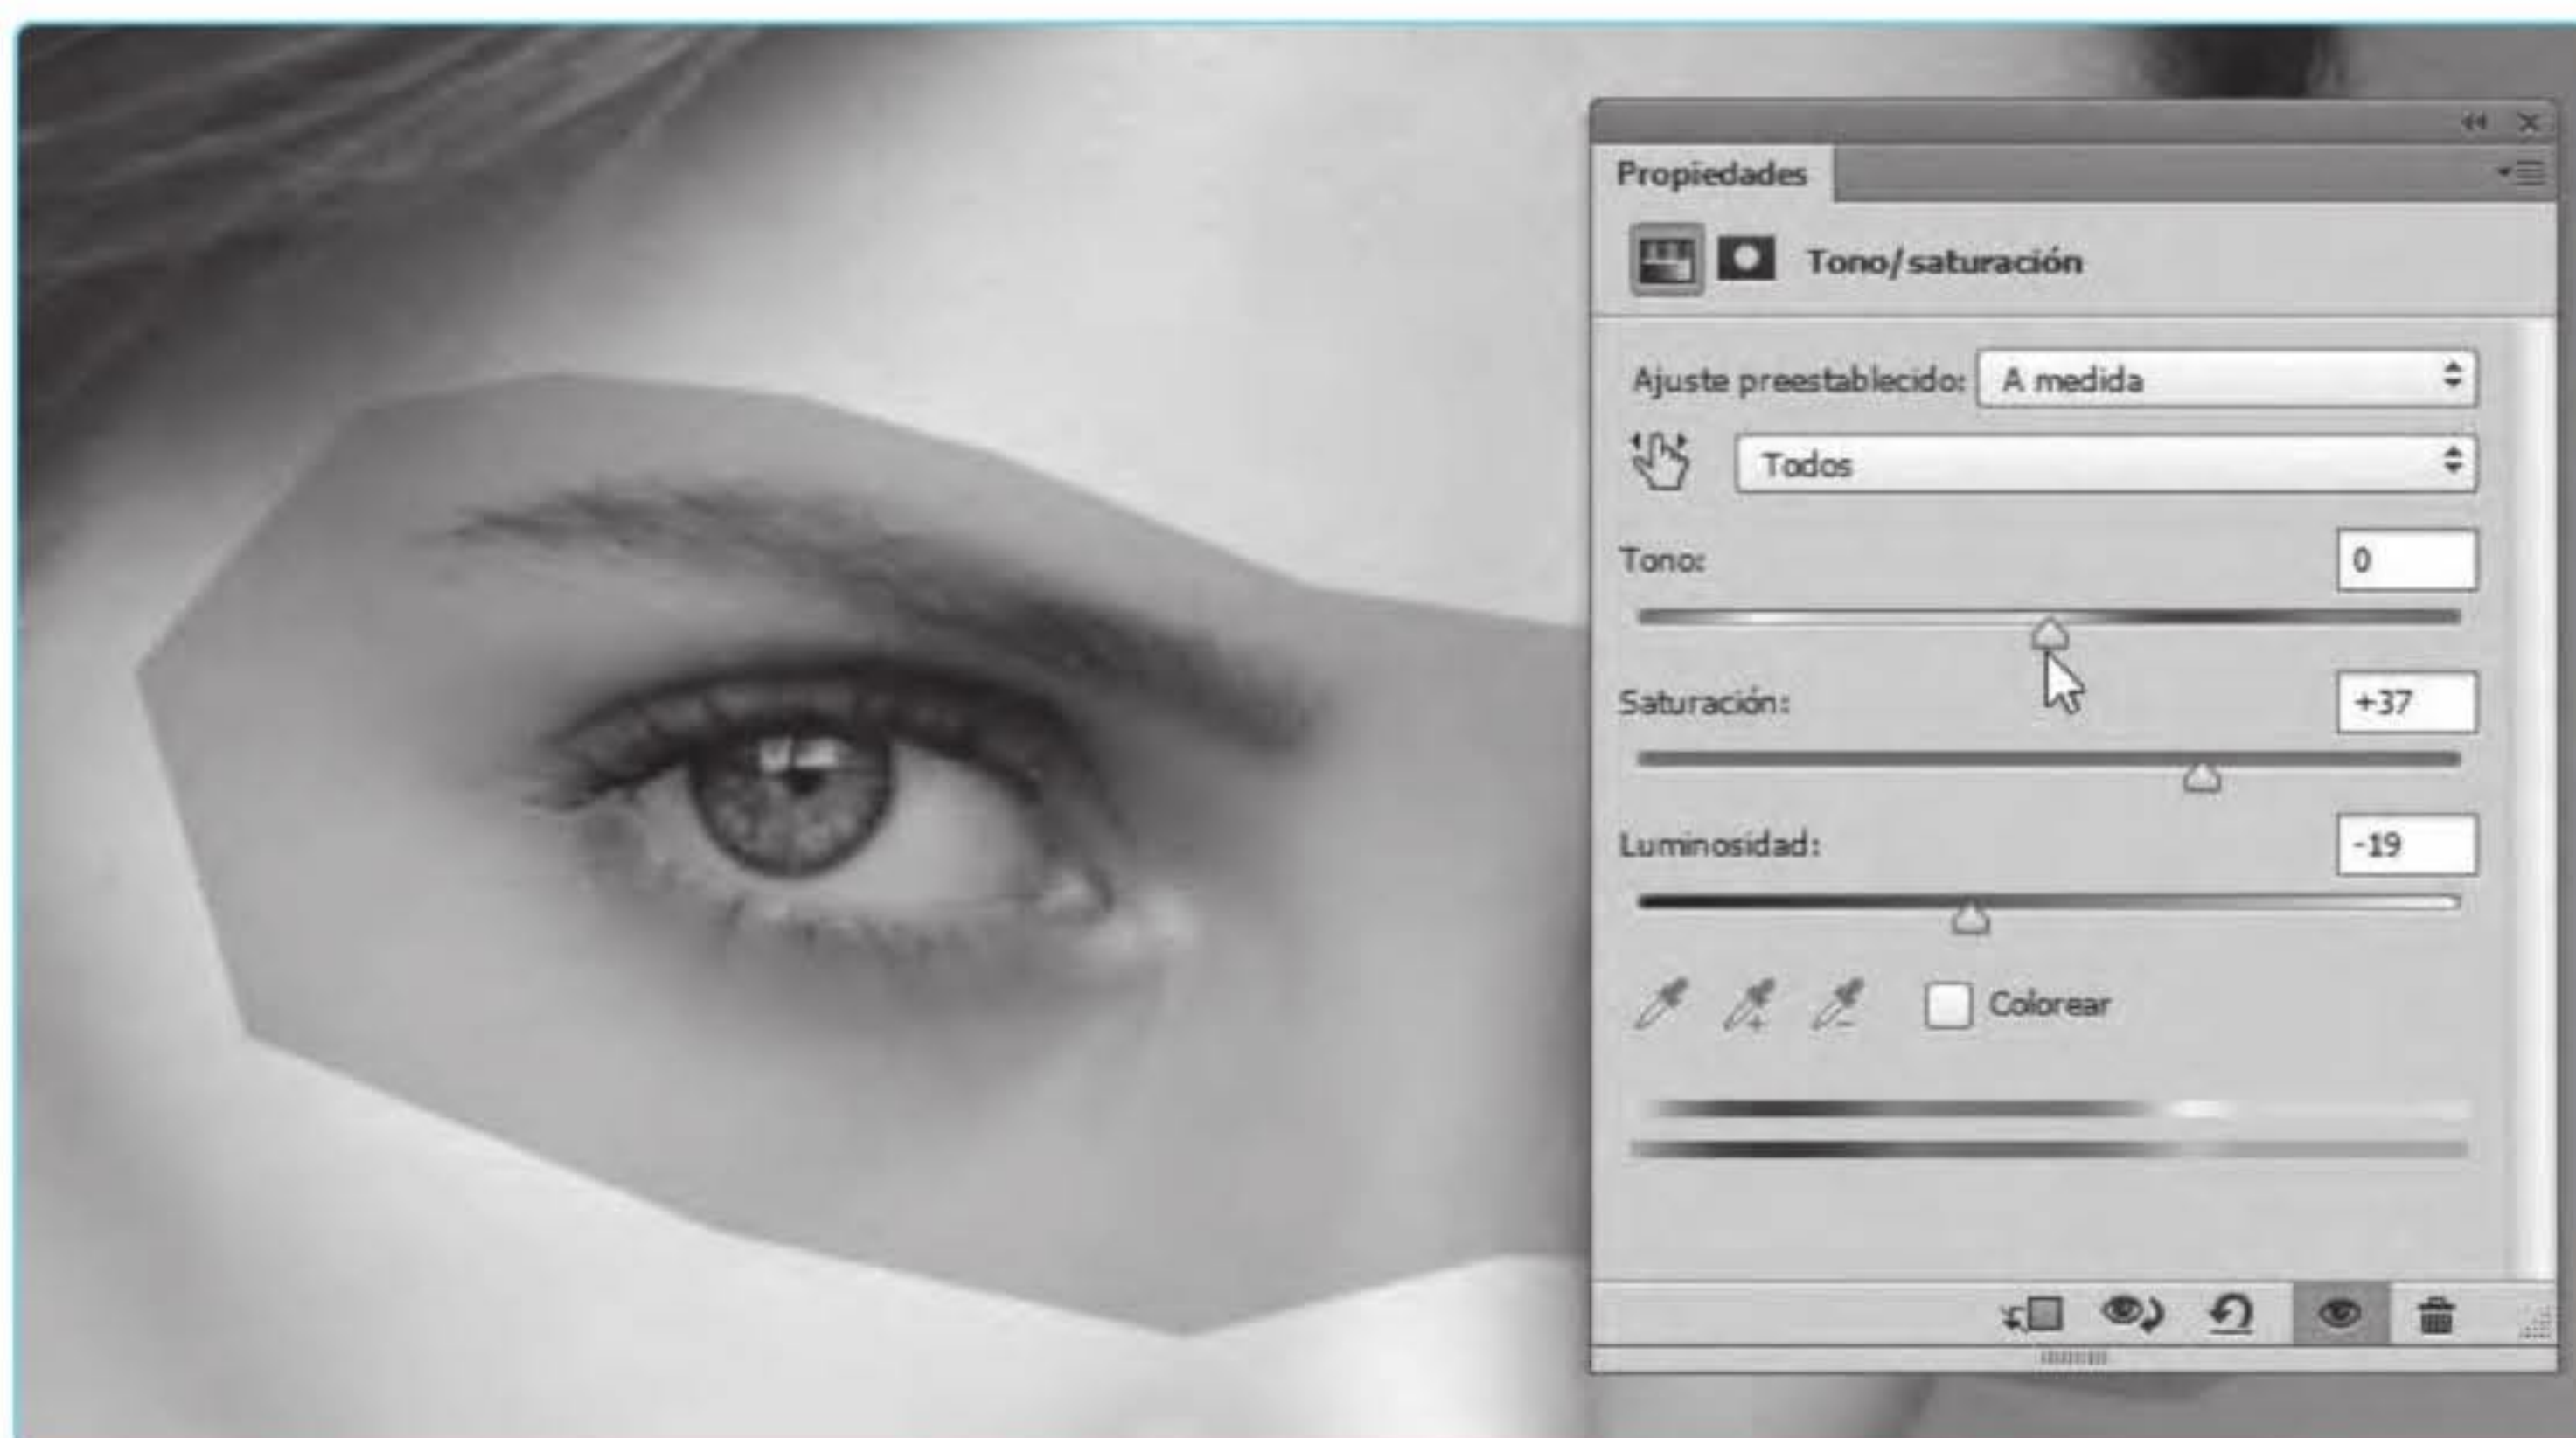 Propiedades
Tono/saturación
Ajuste preestablecido: A medida
Todos
Tono: 0
Saturación: +37
Luminosidad: -19
Colorear